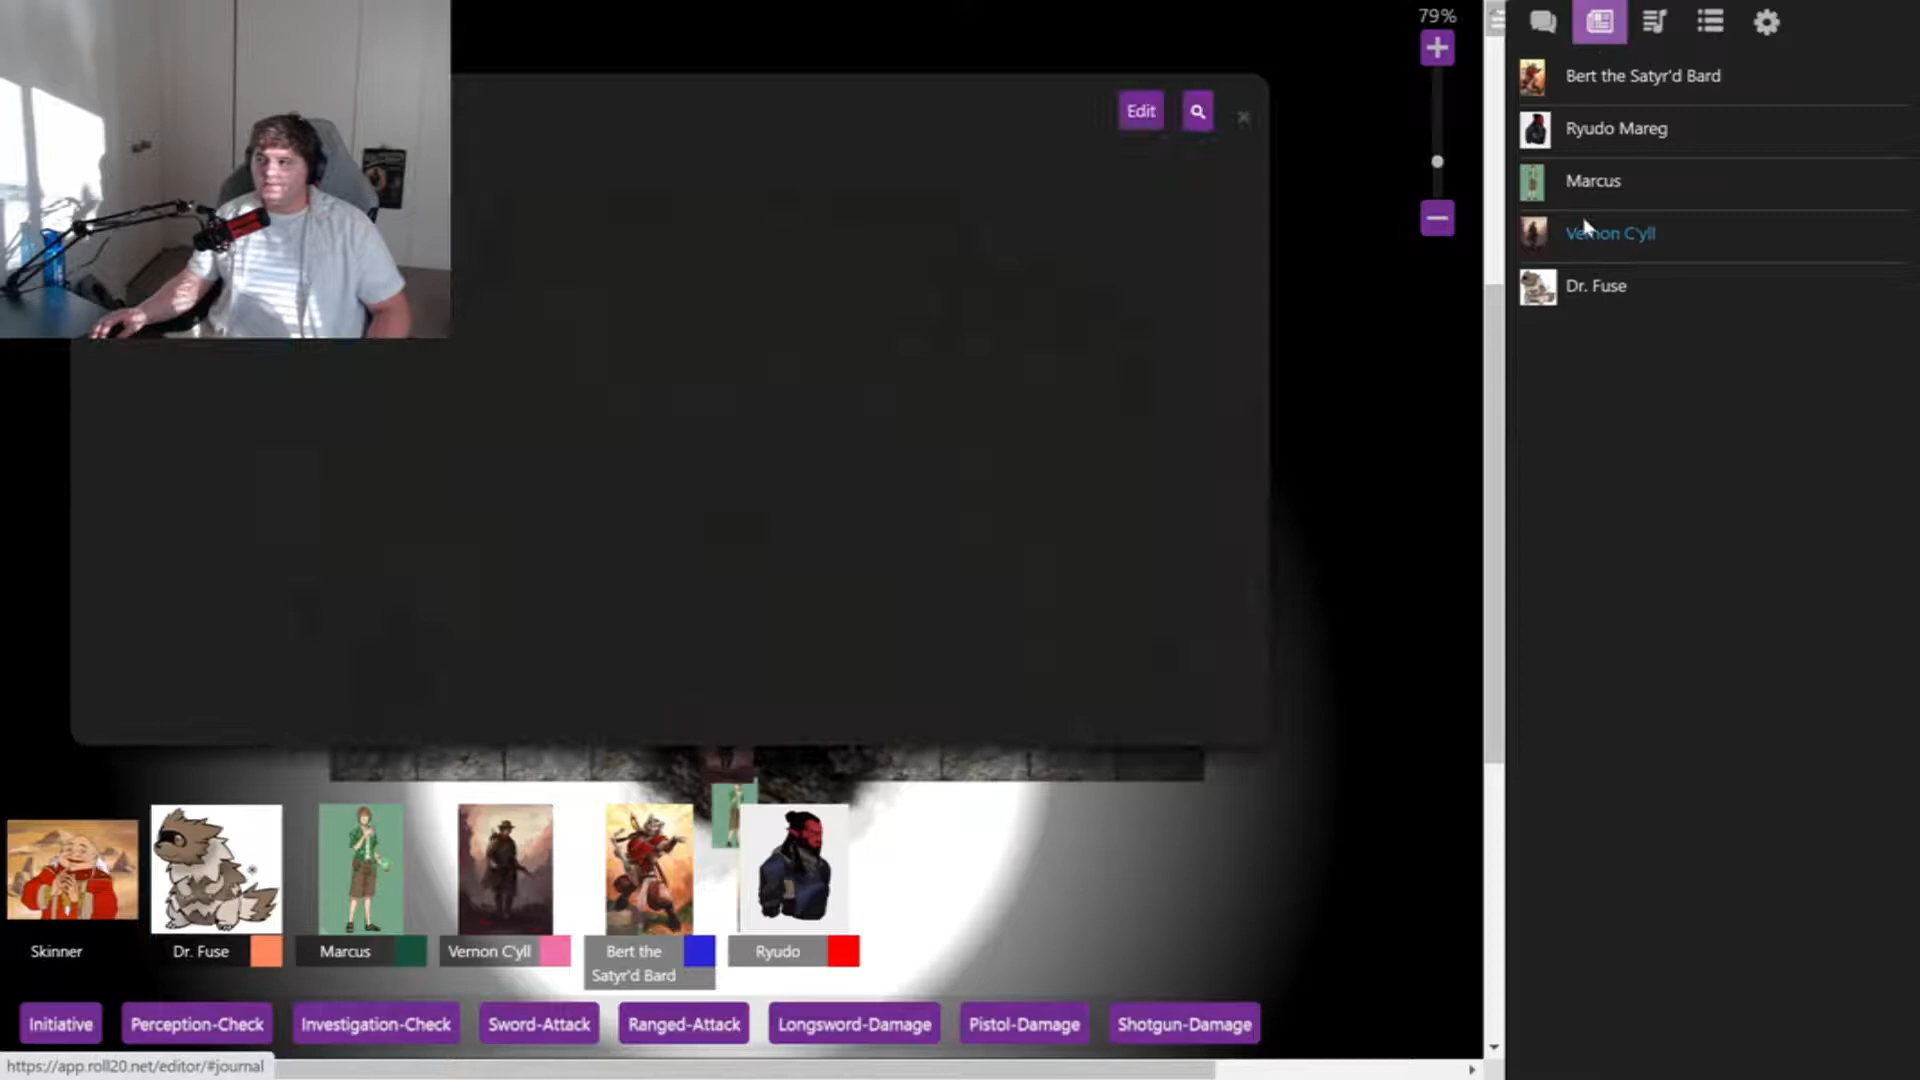 79%
Edit
Bert the Satyr'd Bard
Ryudo Mareg
Marcus
Vernon C'yll
Dr. Fuse
Skinner
Dr. Fuse
Marcus
Vernon C'yll
Bert the
Satyr'd Bard
Ryudo
Initiative
Perception-Check
Investigation-Check
Sword-Attack
Ranged-Attack
Longsword-Damage
Pistol-Damage
Shotgun-Damage
https://app.roll20.net/editor/#journal